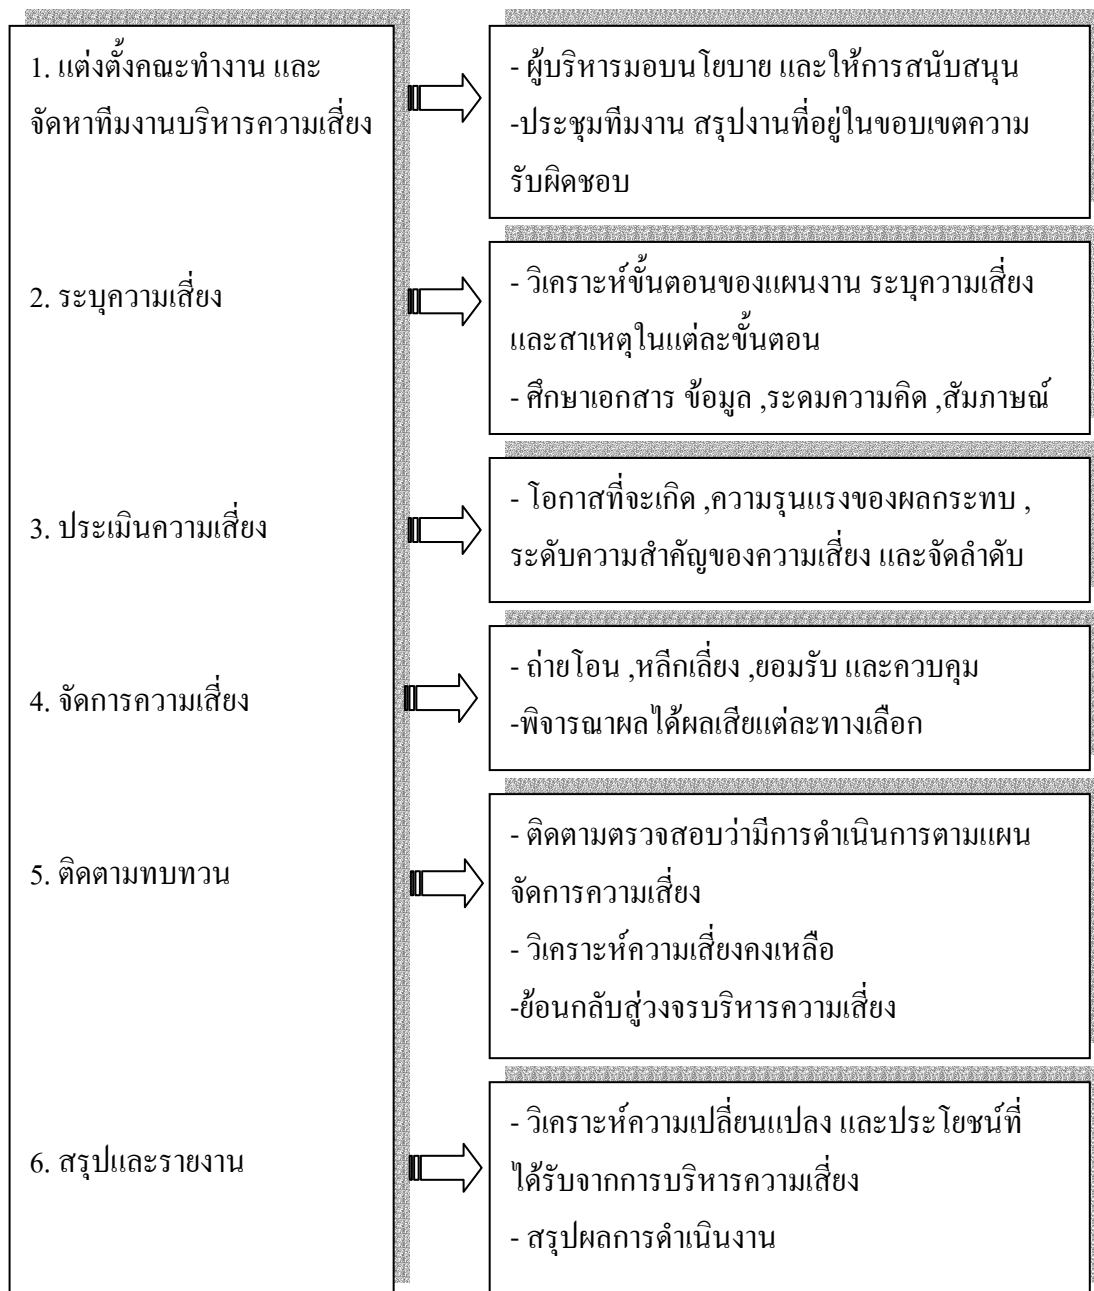 1. แต่งตั้งคณะทำงาน และ
จัดหาทีมงานบริหารความเสี่ยง
- ผู้บริหารมอบนโยบาย และให้การสนับสนุน
-ประชุมทีมงาน สรุปงานที่อยู่ในขอบเขตความ
รับผิดชอบ
2. ระบุความเสี่ยง
- วิเคราะห์ขั้นตอนของแผนงาน ระบุความเสี่ยง
และสาเหตุในแต่ละขั้นตอน
- ศึกษาเอกสาร ข้อมูล ,ระดมความคิด ,สัมภาษณ์
3. ประเมินความเสี่ยง
- โอกาสที่จะเกิด ,ความรุนแรงของผลกระทบ ,
ระดับความสำคัญของความเสี่ยง และจัดลำดับ
4. จัดการความเสี่ยง
- ถ่ายโอน ,หลีกเลี่ยง ,ยอมรับ และควบคุม
-พิจารณาผลได้ผลเสียแต่ละทางเลือก
5. ติดตามทบทวน
- ติดตามตรวจสอบว่ามีการดำเนินการตามแผน
จัดการความเสี่ยง
- วิเคราะห์ความเสี่ยงคงเหลือ
-ย้อนกลับสู่วงจรบริหารความเสี่ยง
6. สรุปและรายงาน
- วิเคราะห์ความเปลี่ยนแปลง และประโยชน์ที่
ได้รับจากการบริหารความเสี่ยง
- สรุปผลการดำเนินงาน